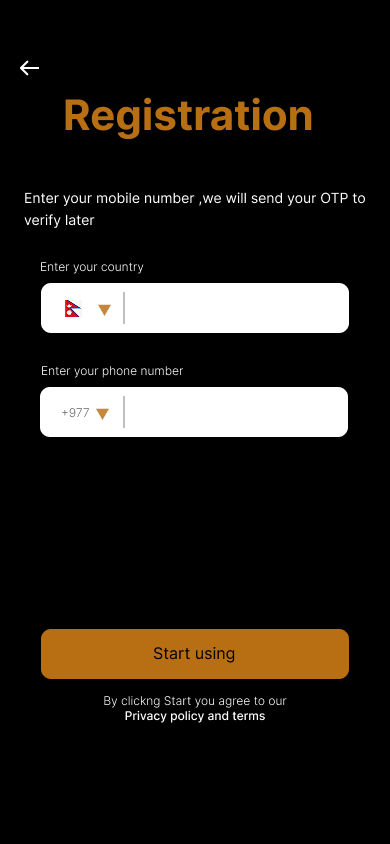 Registration
Enter your mobile number ,we will send your OTP to
verify later
Enter your country
Enter your phone number
+977
Start using
By clickng Start you agree to our
Privacy policy and terms